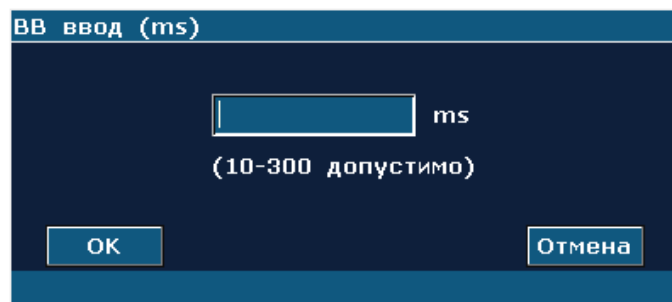 ВВ ввод (ms)
ms
(10-300 допустимо)
OK
Отмена